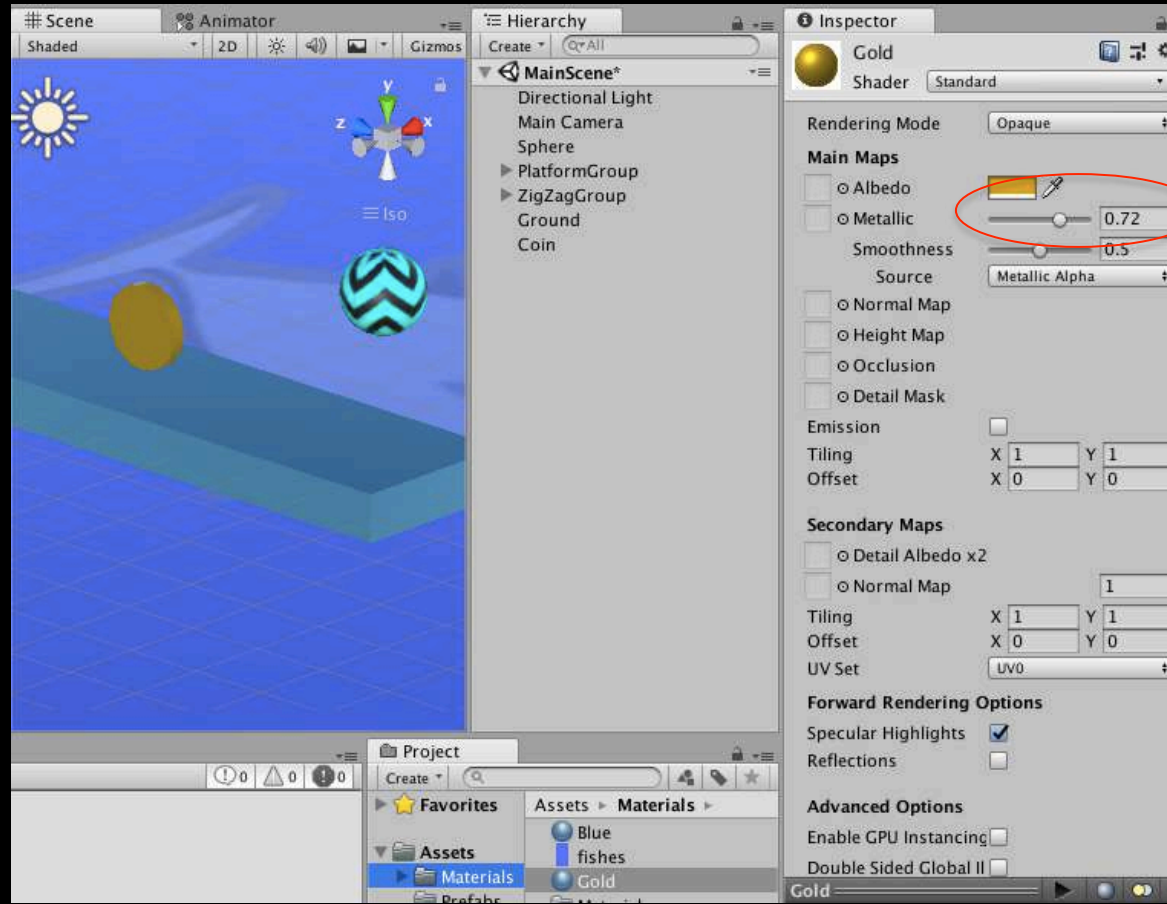 Scene
Animator
Shaded 2D Gizmos
y
z x
Iso
0 0 0
Hierarchy
Create All
MainScene*
Directional Light
Main Camera
Sphere
PlatformGroup
ZigZagGroup
Ground
Coin
Project
Create
Favorites
Assets
Materials
Prefabs
Assets Materials
Blue
fishes
Gold
Inspector
Gold
Shader Standard
Rendering Mode Opaque
Main Maps
Albedo
Metallic 0.72
Smoothness 0.5
Source Metallic Alpha
Normal Map
Height Map
Occlusion
Detail Mask
Emission
Tiling X 1 Y 1
Offset X 0 Y 0
Secondary Maps
Detail Albedo x2
Normal Map 1
Tiling X 1 Y 1
Offset X 0 Y 0
UV Set UV0
Forward Rendering Options
Specular Highlights
Reflections
Advanced Options
Enable GPU Instancing
Double Sided Global Il
Gold